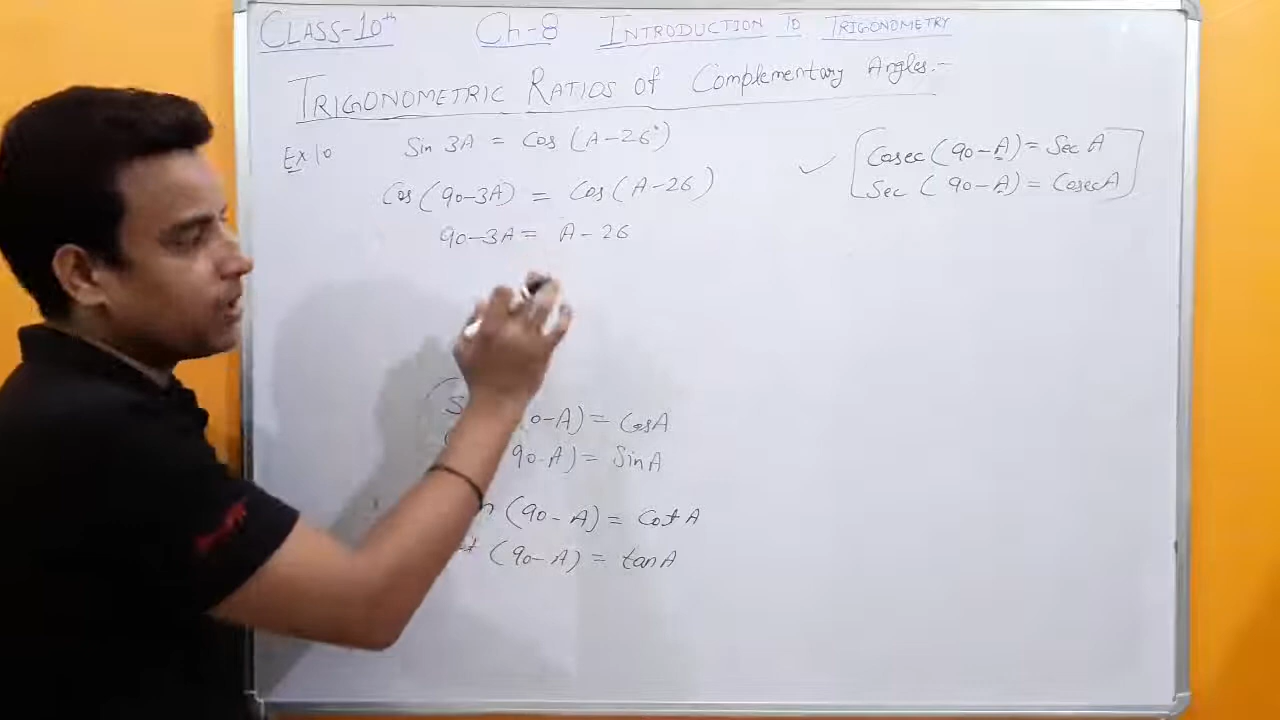 CLASS-10th Ch-8 INTRODUCTION TO TRIGONOMETRY
TRIGONOMETRIC RATIOS of Complementary Angles:-
Ex 10 Sin 3A = Cos (A-26°)
Cos (90-3A) = Cos (A-26)
90-3A = A-26
Cosec (90-A) = Sec A
Sec (90-A) = Cosec A
0-A) = Cos A
90-A) = Sin A
(90-A) = Cot A
(90-A) = tan A